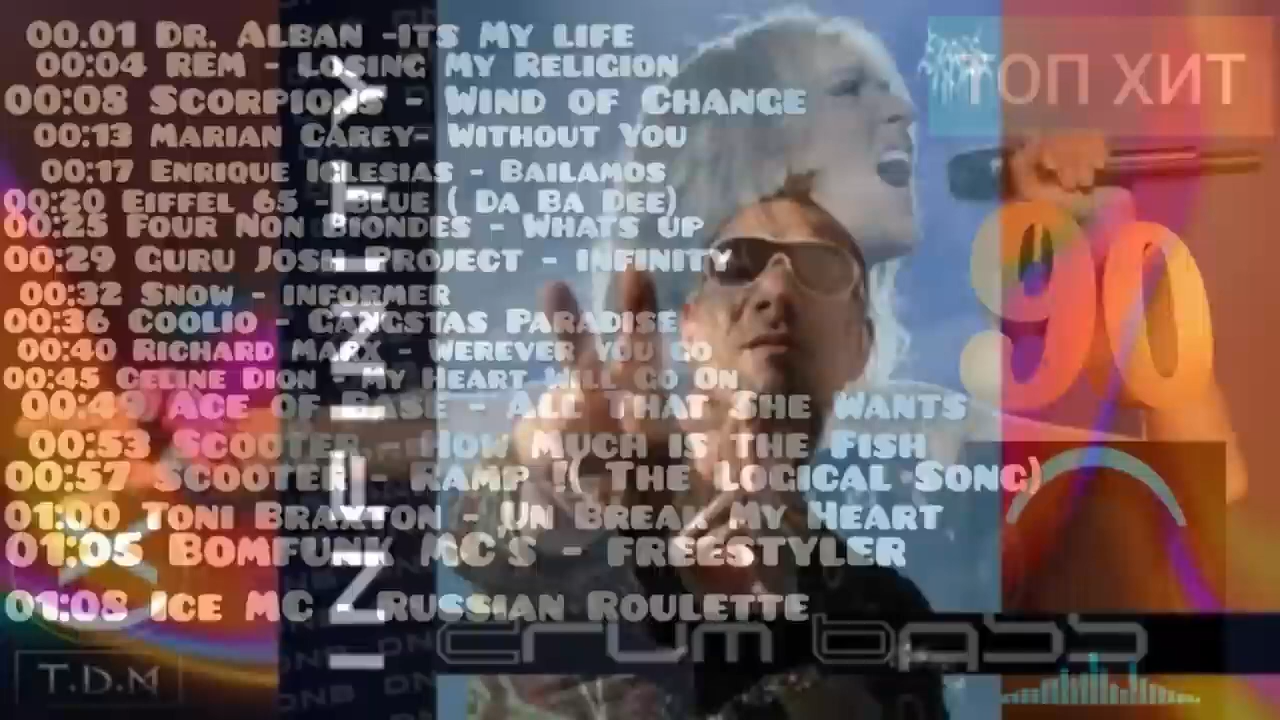 00.01 DR. ALBAN -ITS MY LIFE
00:04 REM - LOSING MY RELIGION
00:08 SCORPIONS - WIND OF CHANGE
00:13 MARIAN CAREY- WITHOUT YOU
00:17 ENRIQUE IGLESIAS - BAILAMOS
00:20 EIFFEL 65 - BLUE ( DA BA DEE)
00:25 FOUR NON BIONDES - WHATS UP
00:29 GURU JOSH PROJECT - INFINITY
00:32 SNOW - INFORMER
00:36 COOLIO - GANGSTAS PARADISE
00:40 RICHARD MARX - WEREVER YOU GO
00:45 CELINE DION - MY HEART WILL GO ON
00:49 ACE OF BASE - ALL THAT SHE WANTS
00:53 SCOOTER - HOW MUCH IS THE FISH
00:57 SCOOTER - RAMP !( THE LOGICAL SONG)
01:00 TONI BRAXTON - UN BREAK MY HEART
01:05 BOMFUNK MC'S - FREESTYLER
01:08 ICE MC - RUSSIAN ROULETTE
INFINITY
ТОП ХИТ
90
drum bass
T.D.M
DNB